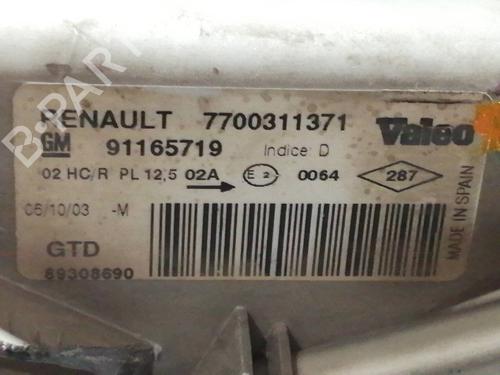 B-PARTS
RENAULT 7700311371 Valeo
GM 91165719 Indice: D
02 HC/R PL 12,5 02A E 2 0064 287
06/10/03 -M
GTD
89308690
MADE IN SPAIN